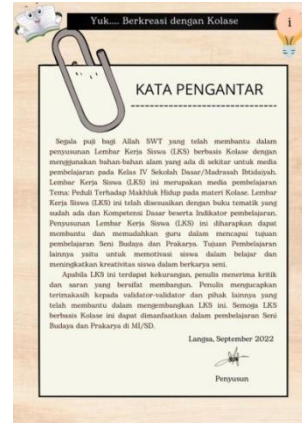 Yuk.... Berkreasi dengan Kolase
i
KATA PENGANTAR
Segala puji bagi Allah SWT yang telah membantu dalam
penyusunan Lembar Kerja Siswa (LKS) berbasis Kolase dengan
menggunakan bahan-bahan alam yang ada di sekitar untuk media
pembelajaran pada Kelas IV Sekolah Dasar/Madrasah Ibtidaiyah.
Lembar Kerja Siswa (LKS) ini merupakan media pembelajaran
Tema: Peduli Terhadap Makhluk Hidup pada materi Kolase. Lembar
Kerja Siswa (LKS) ini telah disesuaikan dengan buku tematik yang
sudah ada dan Kompetensi Dasar beserta Indikator pembelajaran.
Penyusunan Lembar Kerja Siswa (LKS) ini diharapkan dapat
membantu dan memudahkan guru dalam mencapai tujuan
pembelajaran Seni Budaya dan Prakarya. Tujuan Pembelajaran
lainnya yaitu untuk memotivasi siswa dalam belajar dan
meningkatkan kreativitas siswa dalam berkarya seni.
Apabila LKS ini terdapat kekurangan, penulis menerima kritik
dan saran yang bersifat membangun. Penulis mengucapkan
terimakasih kepada validator-validator dan pihak lainnya yang
telah membantu dalam mengembangkan LKS ini. Semoga LKS
berbasis Kolase ini dapat dimanfaatkan dalam pembelajaran Seni
Budaya dan Prakarya di MI/SD.
Langsa, September 2022
Penyusun